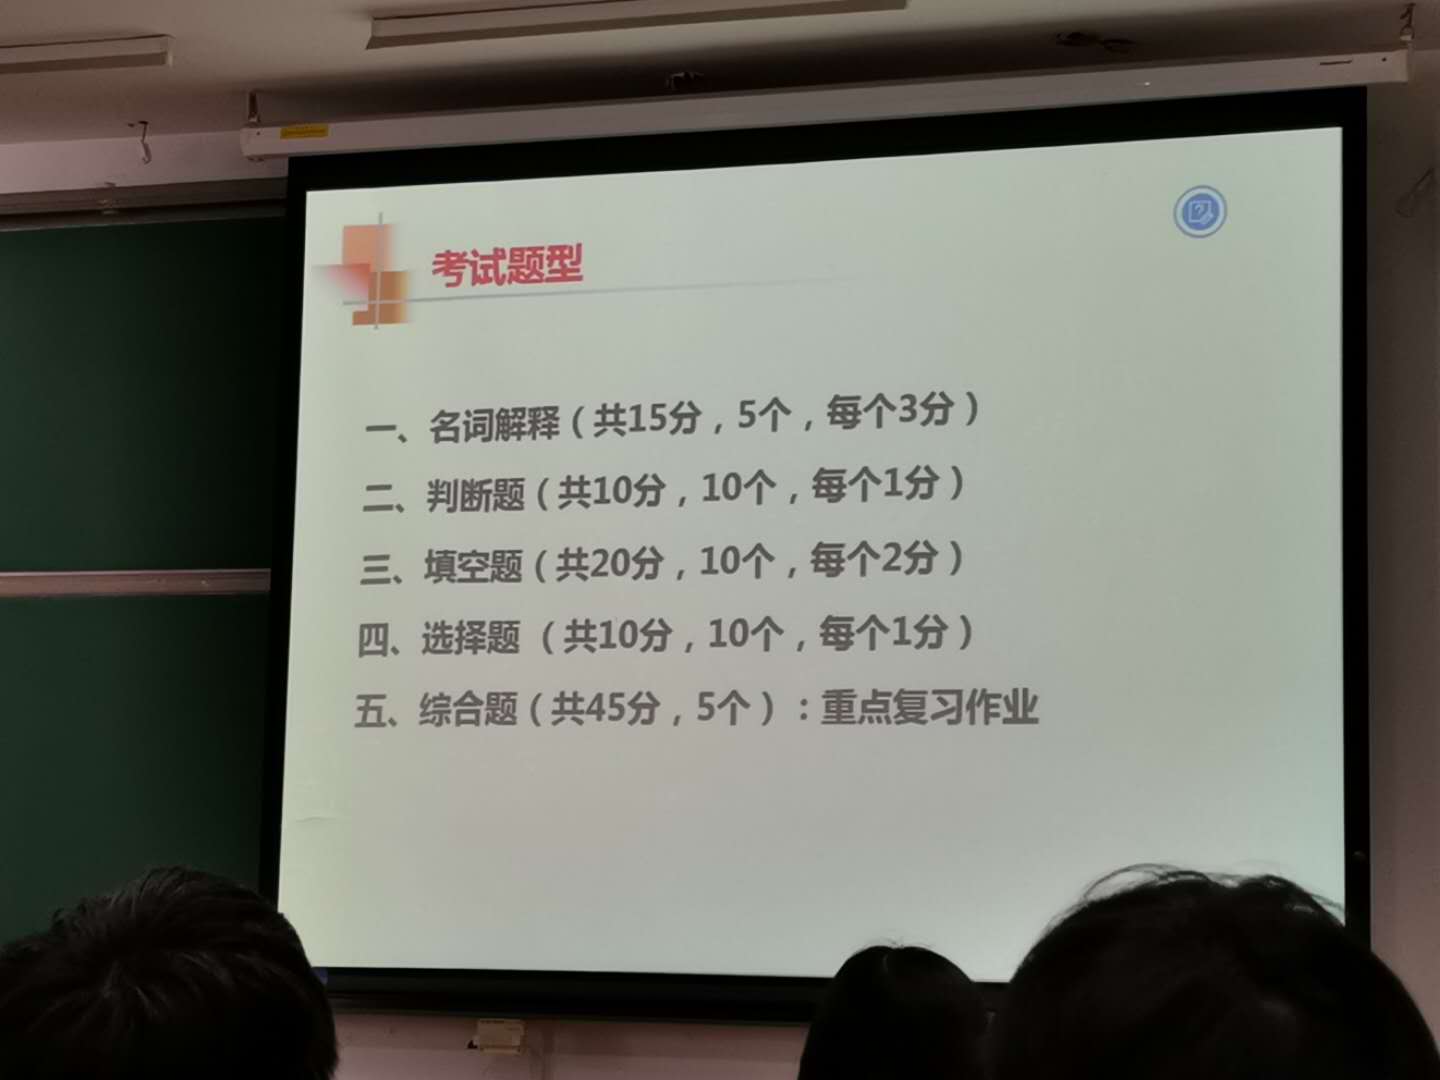 考试题型
一、名词解释（共15分，5个，每个3分）
二、判断题（共10分，10个，每个1分）
三、填空题（共20分，10个，每个2分）
四、选择题 （共10分，10个，每个1分）
五、综合题（共45分，5个）：重点复习作业